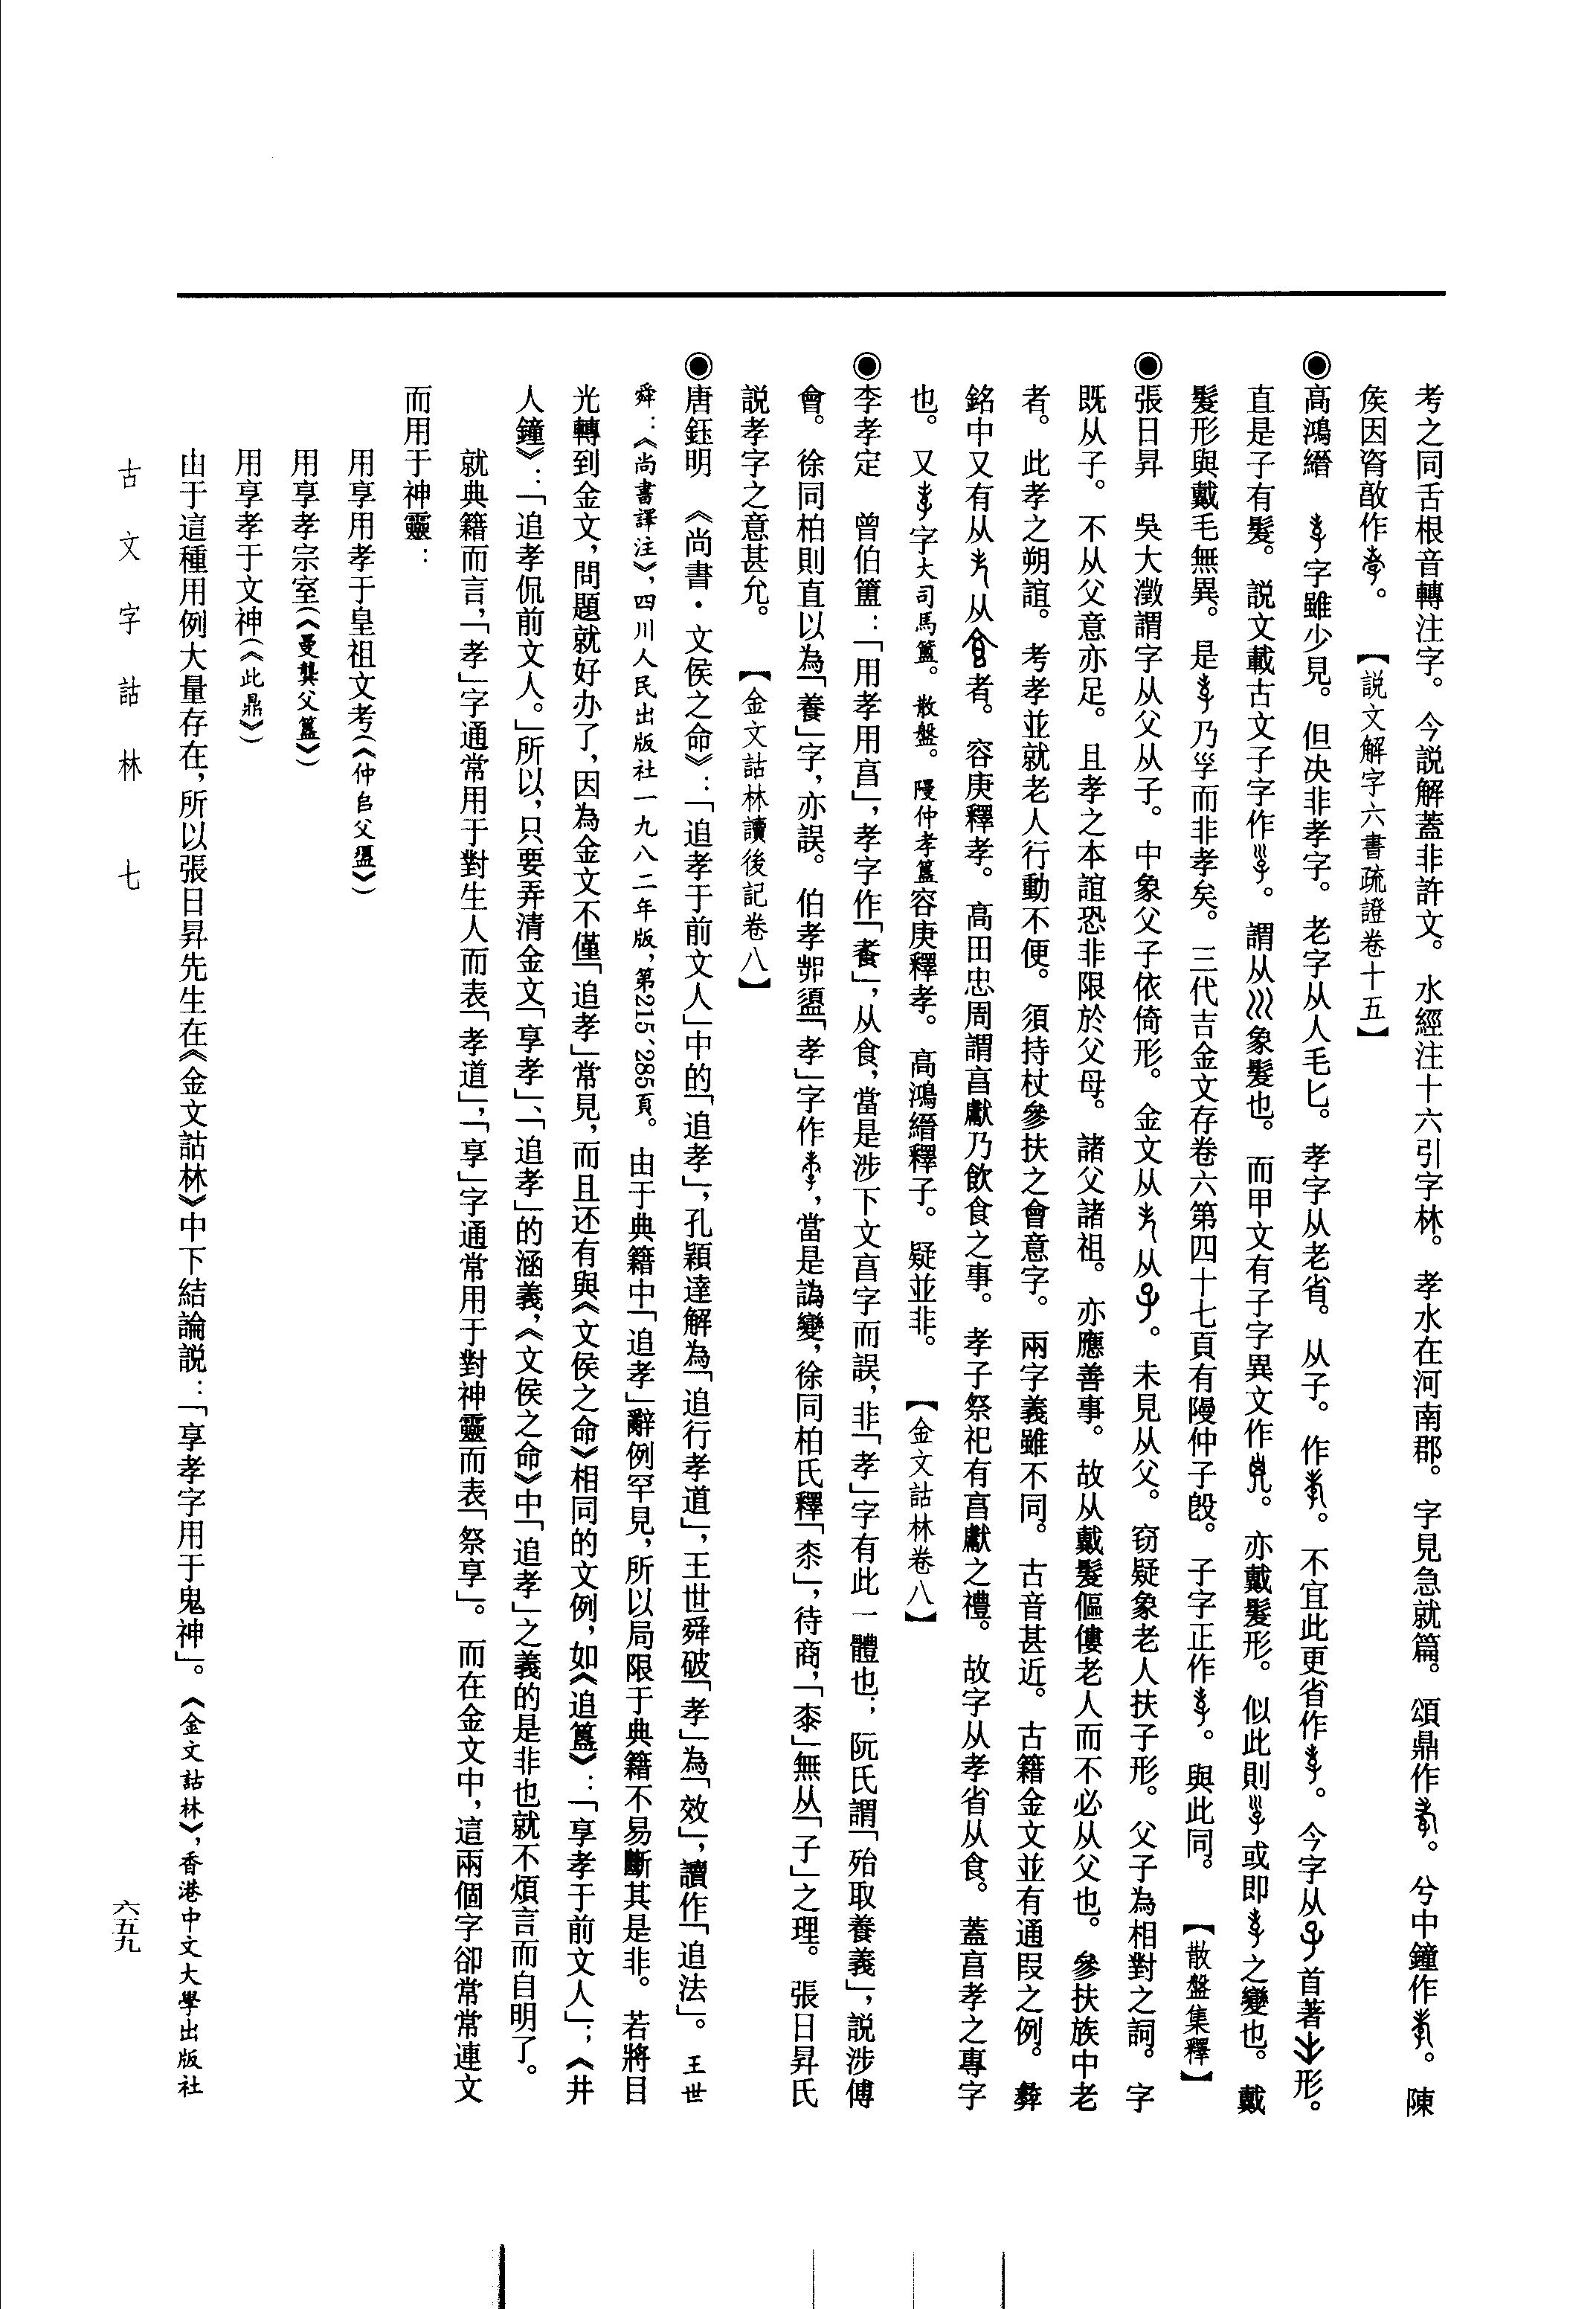 考之同舌根音轉注字。今説解蓋非許文。水經注十六引字林。孝水在河南郡。字見急就篇。頌鼎作。兮中鐘作。陳
矦因𦣞敃作。【説文解字六書疏證卷十五】
◉高鴻縉　字雖少見。但決非孝字。老字从人毛匕。孝字从老省。从子。作。不宜此更省作。今字从首著形。
直是子有髮。説文載古文子字作。謂从巛象髮也。而甲文有子字異文作。亦戴髮形。似此則或即之變也。戴
髮形與戴毛無異。是乃孚而非孝矣。三代吉金文存卷六第四十七頁有隁仲子𣪘。子字正作。與此同。【散盤集釋】
◉張日昇　吳大澂謂字从父从子。中象父子依倚形。金文从从。未見从父。窃疑象老人扶子形。父子為相對之詞。字
既从子。不从父意亦足。且孝之本誼恐非限於父母。諸父諸祖。亦應善事。故从戴髮傴僂老人而不必从父也。參扶族中老
者。此孝之朔誼。考孝並就老人行動不便。須持杖參扶之會意字。兩字義雖不同。古音甚近。古籍金文並有通叚之例。彝
銘中又有从从者。容庚釋孝。高田忠周謂亯獻乃飲食之事。孝子祭祀有亯獻之禮。故字从孝省从食。蓋亯孝之專字
也。又字大司馬簠。散盤。仲孝簋容庚釋孝。高鴻縉釋子。疑並非。【金文詁林卷八】
◉李孝定　曾伯簠：「用孝用亯」，孝字作「」，从食，當是涉下文亯字而誤，非「孝」字有此一體也；阮氏謂「殆取養義」，説涉傅
會。徐同柏則直以為「養」字，亦誤。伯孝盨「孝」字作，當是譌變，徐同柏氏釋「柰」，待商，「柰」無从「子」之理。張日昇氏
説孝字之意甚允。【金文詁林讀後記卷八】
◉唐鈺明　《尚書·文侯之命》：「追孝于前文人」中的「追孝」，孔穎達解為「追行孝道」，王世舜破「孝」為「效」，讀作「追法」。王世
舜：《尚書譯注》，四川人民出版社一九八二年版，第215、285頁。由于典籍中「追孝」辭例罕見，所以局限于典籍不易斷其是非。若將目
光轉到金文，問題就好办了，因為金文不僅「追孝」常見，而且还有與《文侯之命》相同的文例，如《追簋》：「享孝于前文人」；《井
人鐘》：「追孝侃前文人。」所以，只要弄清金文「享孝」、「追孝」的涵義，《文侯之命》中「追孝」之義的是非也就不煩言而自明了。
就典籍而言，「孝」字通常用于對生人而表「孝道」，「享」字通常用于對神靈而表「祭享」。而在金文中，這兩個字卻常常連文
而用于神靈：
用享用孝于皇祖文考（《仲𠂤父盨》）
用享孝宗室（《曼龏父簋》）
用享孝于文神（《此鼎》）
由于這種用例大量存在，所以張日昇先生在《金文詁林》中下結論説：「享孝字用于鬼神」。《金文詁林》，香港中文大學出版社
古文字詁林　七
六五九